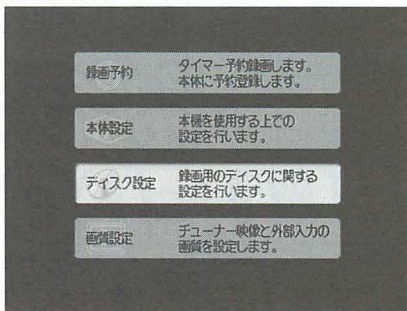 録画予約
タイマー予約録画します。
本体に予約登録します。
本体設定
本機を使用する上での
設定を行います。
ディスク設定
録画用のディスクに関する
設定を行います。
画質設定
チューナー映像と外部入力の
画質を設定します。